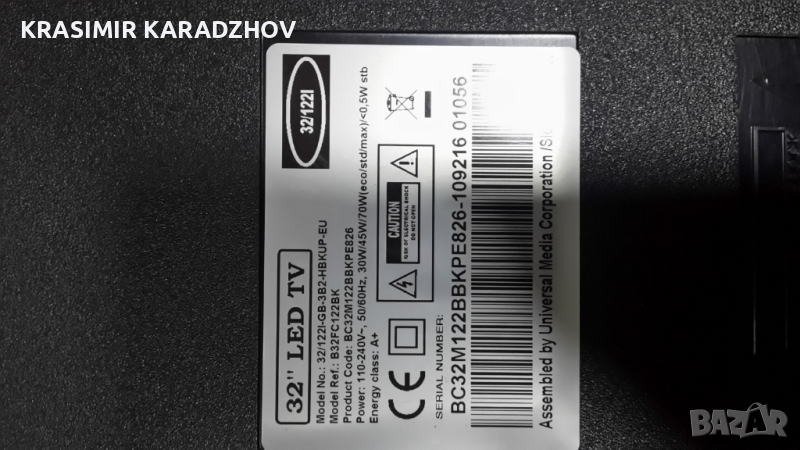 KRASIMIR KARADZHOV
32/122I
32" LED TV
Model No.: 32/122I-GB-3B2-HBKUP-EU
Model Ref.: B32FC122BK
Product Code: BC32M122BBKPE826
Power: 110-240V~, 50/60Hz, 30W/45W/70W(eco/std/max)/<0,5W stb
Energy class: A+
CAUTION
RISK OF ELECTRICAL SHOCK
DO NOT OPEN
CE
SERIAL NUMBER:
BC32M122BBKPE826-109216 01056
Assembled by Universal Media Corporation /Slo
BAZAR